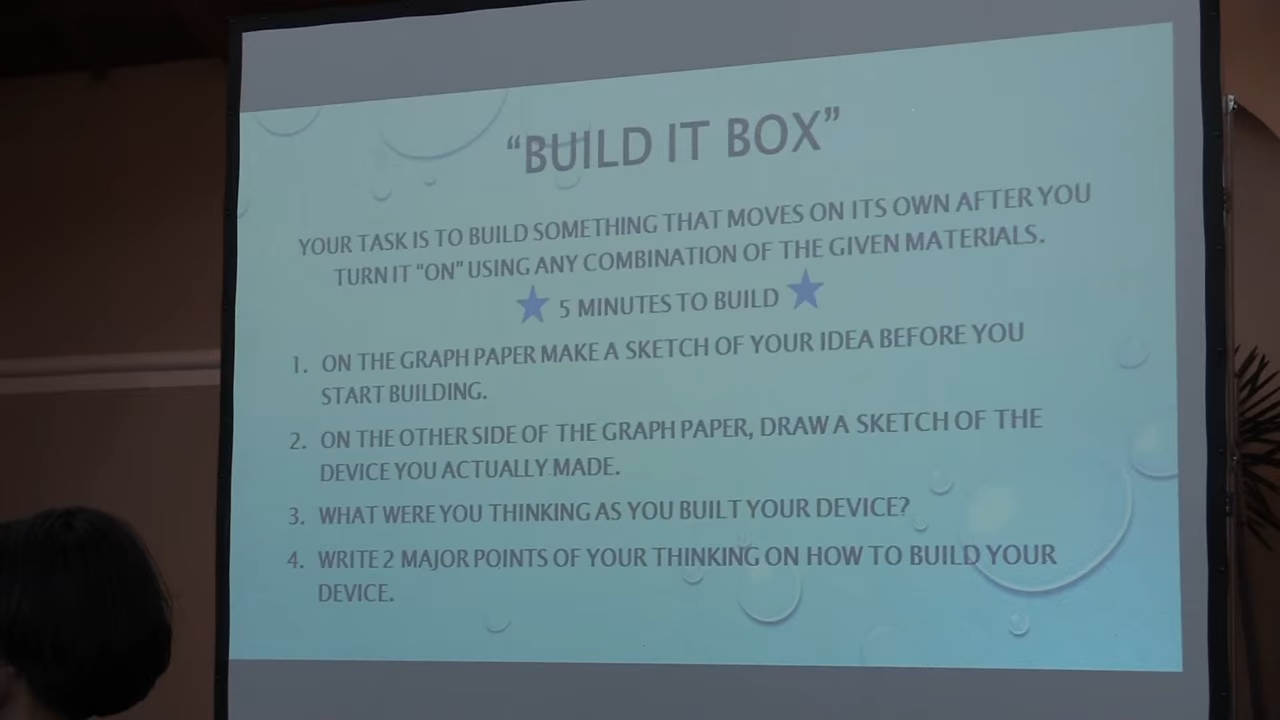 “BUILD IT BOX”
YOUR TASK IS TO BUILD SOMETHING THAT MOVES ON ITS OWN AFTER YOU
TURN IT “ON” USING ANY COMBINATION OF THE GIVEN MATERIALS.
5 MINUTES TO BUILD
1. ON THE GRAPH PAPER MAKE A SKETCH OF YOUR IDEA BEFORE YOU
START BUILDING.
2. ON THE OTHER SIDE OF THE GRAPH PAPER, DRAW A SKETCH OF THE
DEVICE YOU ACTUALLY MADE.
3. WHAT WERE YOU THINKING AS YOU BUILT YOUR DEVICE?
4. WRITE 2 MAJOR POINTS OF YOUR THINKING ON HOW TO BUILD YOUR
DEVICE.